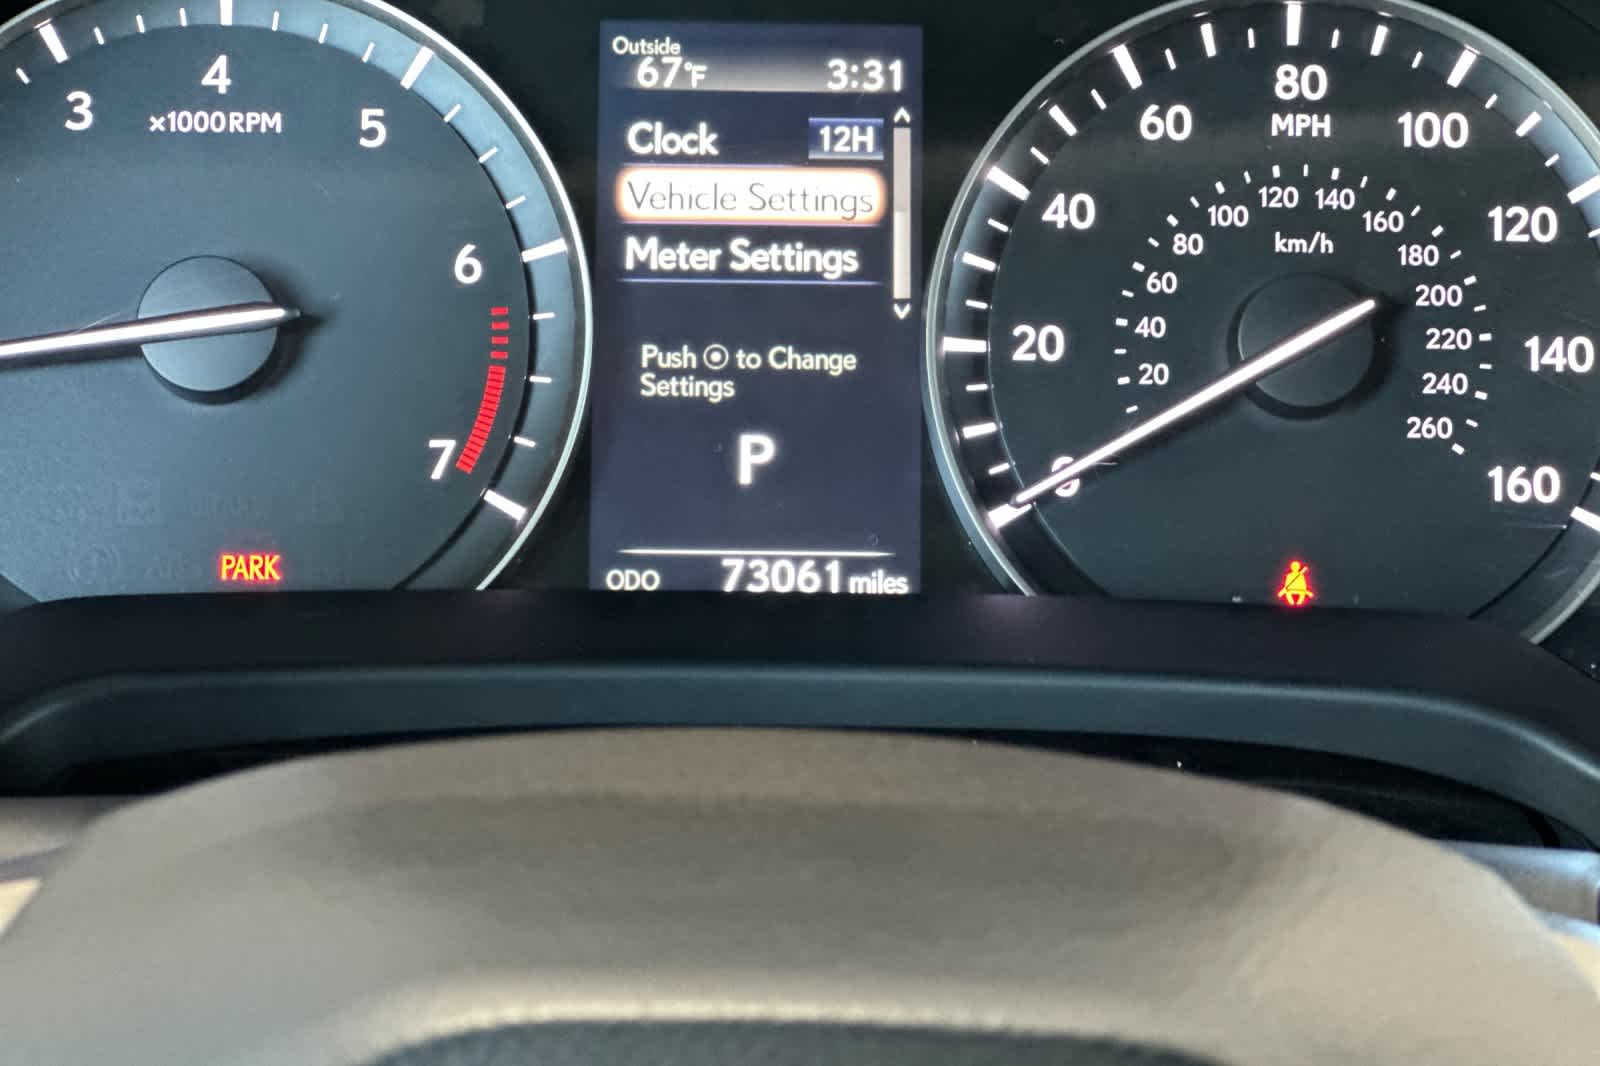 3
4
5
6
7
×1000RPM
PARK
Outside
67°F 3:31
Clock 12H
Vehicle Settings
Meter Settings
Push ⊙ to Change
Settings
P
ODO 73061 miles
0
20
40
60
80
100
120
140
160
MPH
20
40
60
80
100
120
140
160
180
200
220
240
260
km/h